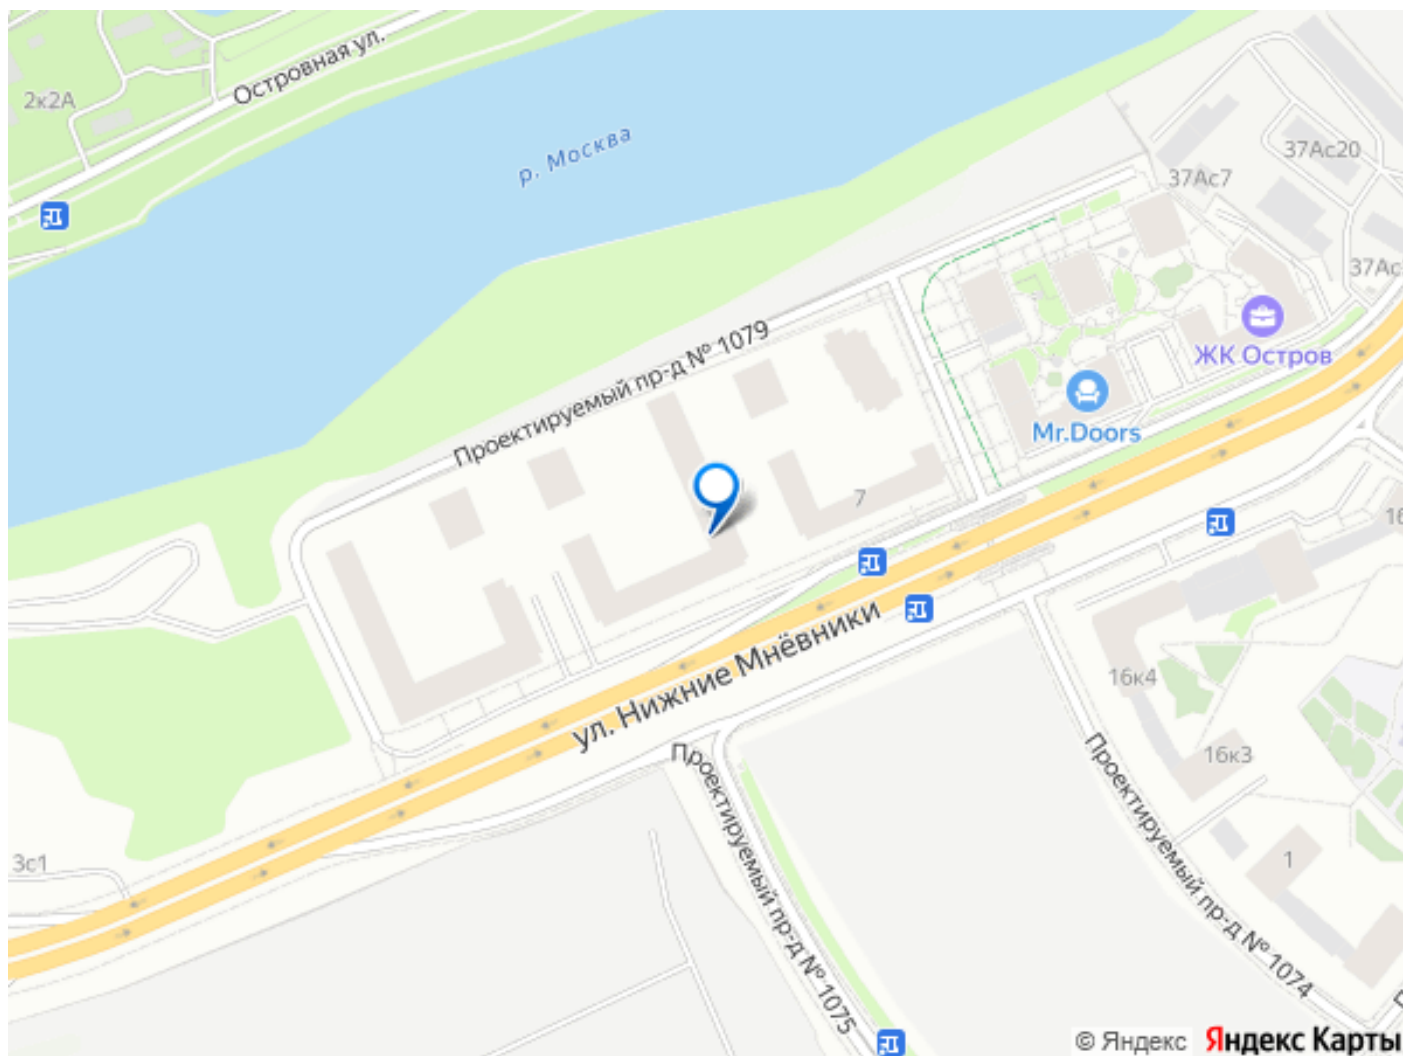 Островная ул.
2к2А
р. Москва
37Ас20
37Ас7
37Ас
Проектируемый пр-д № 1079
ЖК Остров
Mr.Doors
7
16
ул. Нижние Мнёвники
16к4
16к3
Проектируемый пр-д № 1075
Проектируемый пр-д № 1074
3с1
1
© Яндекс Яндекс Карты